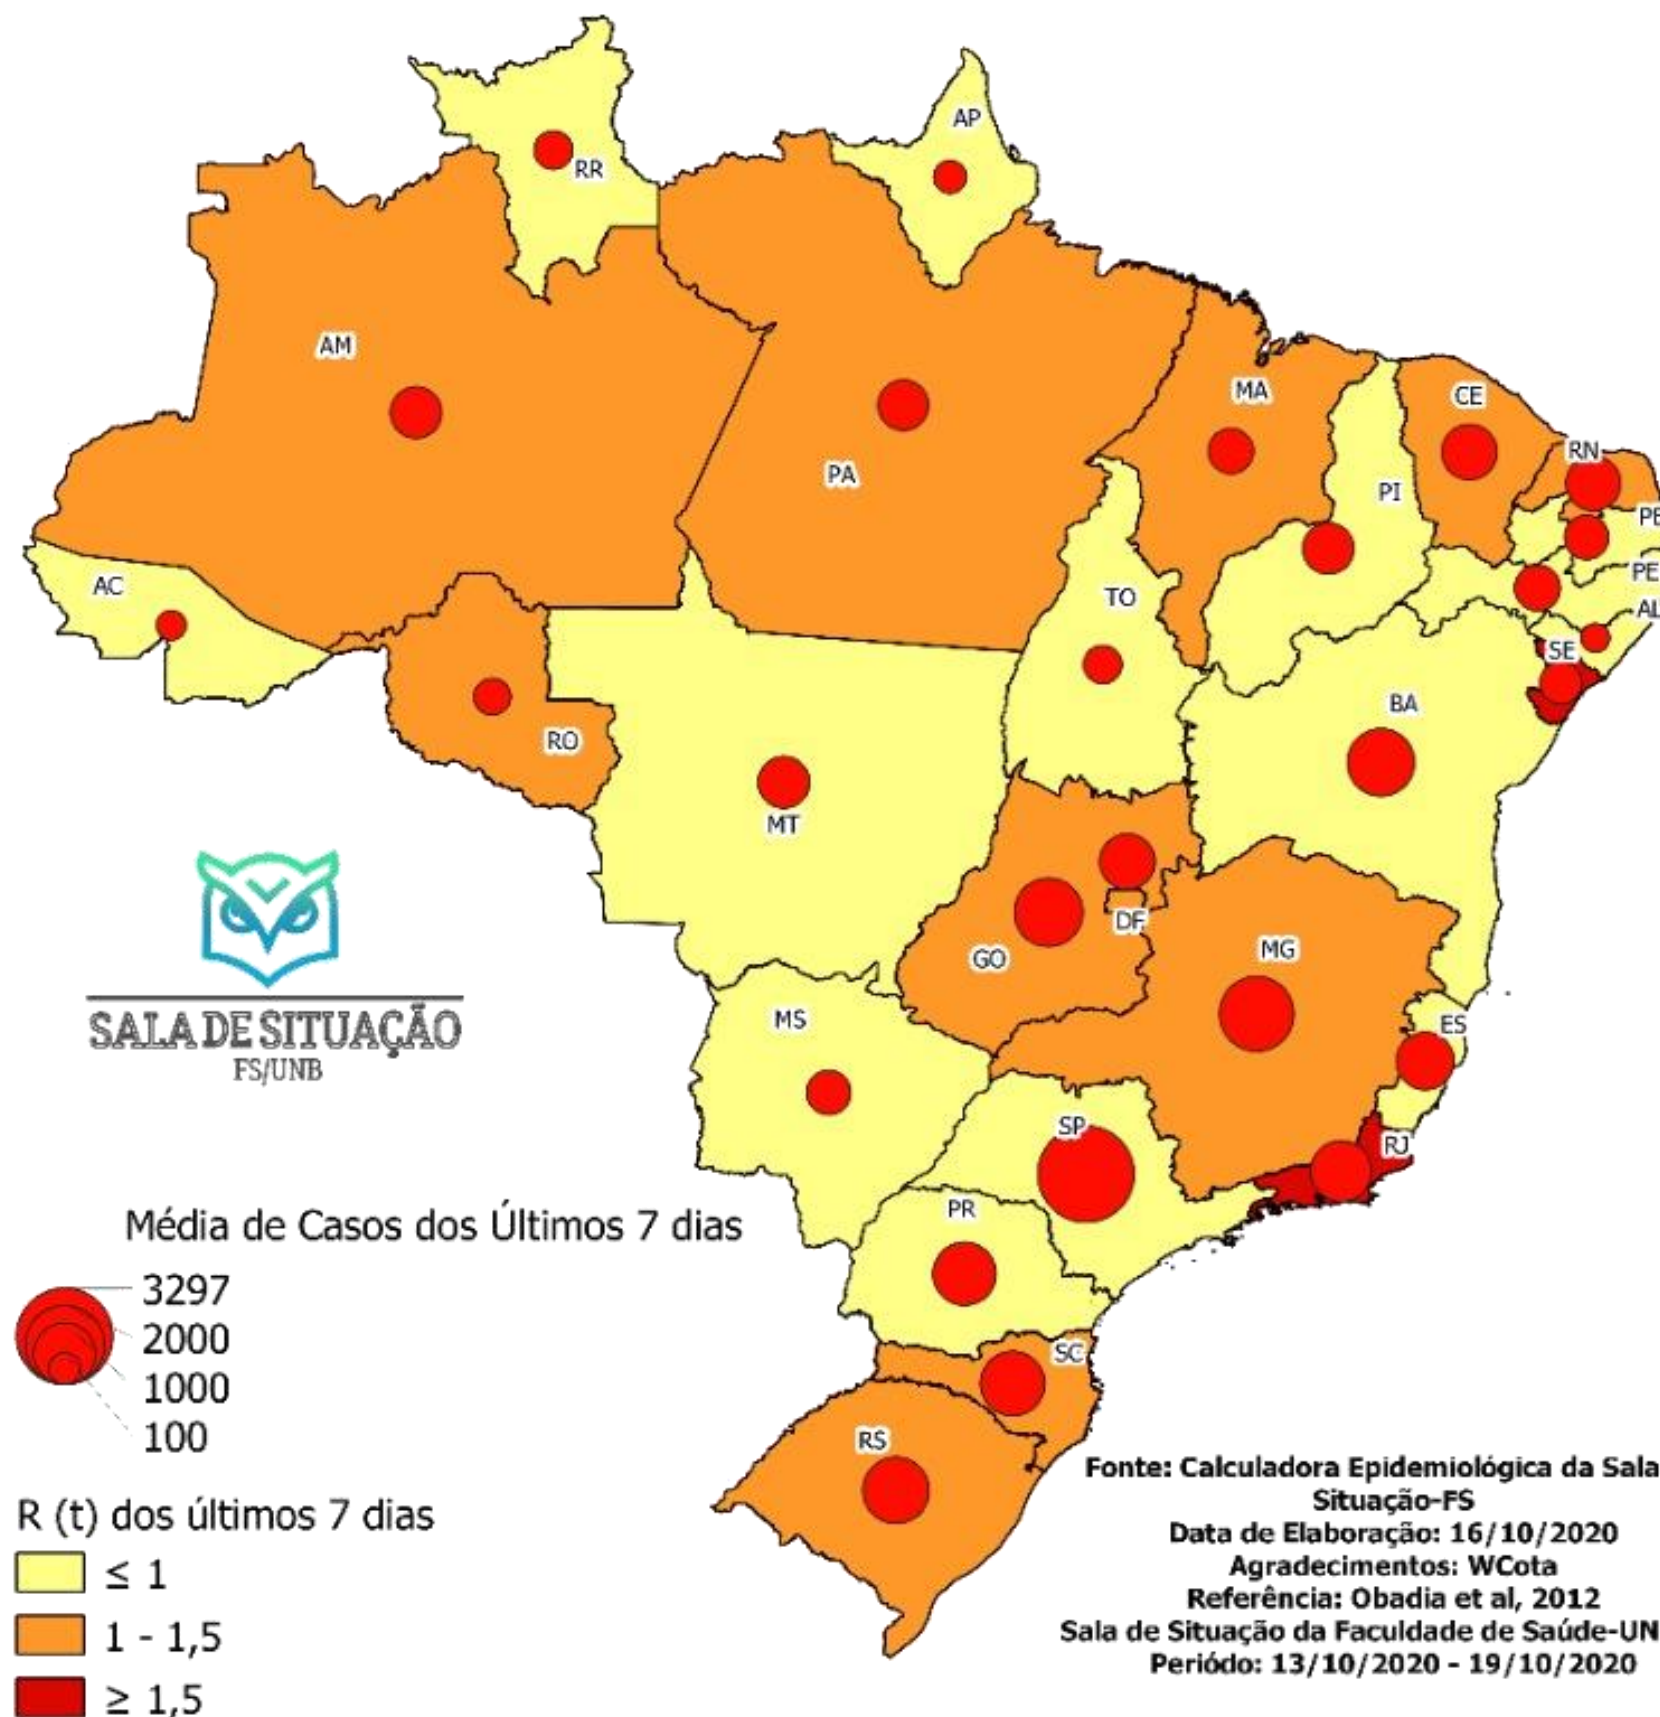 AP
RR
AM
MA
CE
RN
PA
PI
PE
AC
TO
SE
BA
RO
MT
DF
GO
MG
SALA DE SITUAÇÃO
FS/UNB
MS
ES
SP
RJ
PR
SC
RS
Média de Casos dos Últimos 7 dias
3297
2000
1000
100
R (t) dos últimos 7 dias
≤ 1
1 - 1,5
≥ 1,5
Fonte: Calculadora Epidemiológica da Sala
Situação-FS
Data de Elaboração: 16/10/2020
Agradecimentos: WCota
Referência: Obadia et al, 2012
Sala de Situação da Faculdade de Saúde-UN
Periódo: 13/10/2020 - 19/10/2020